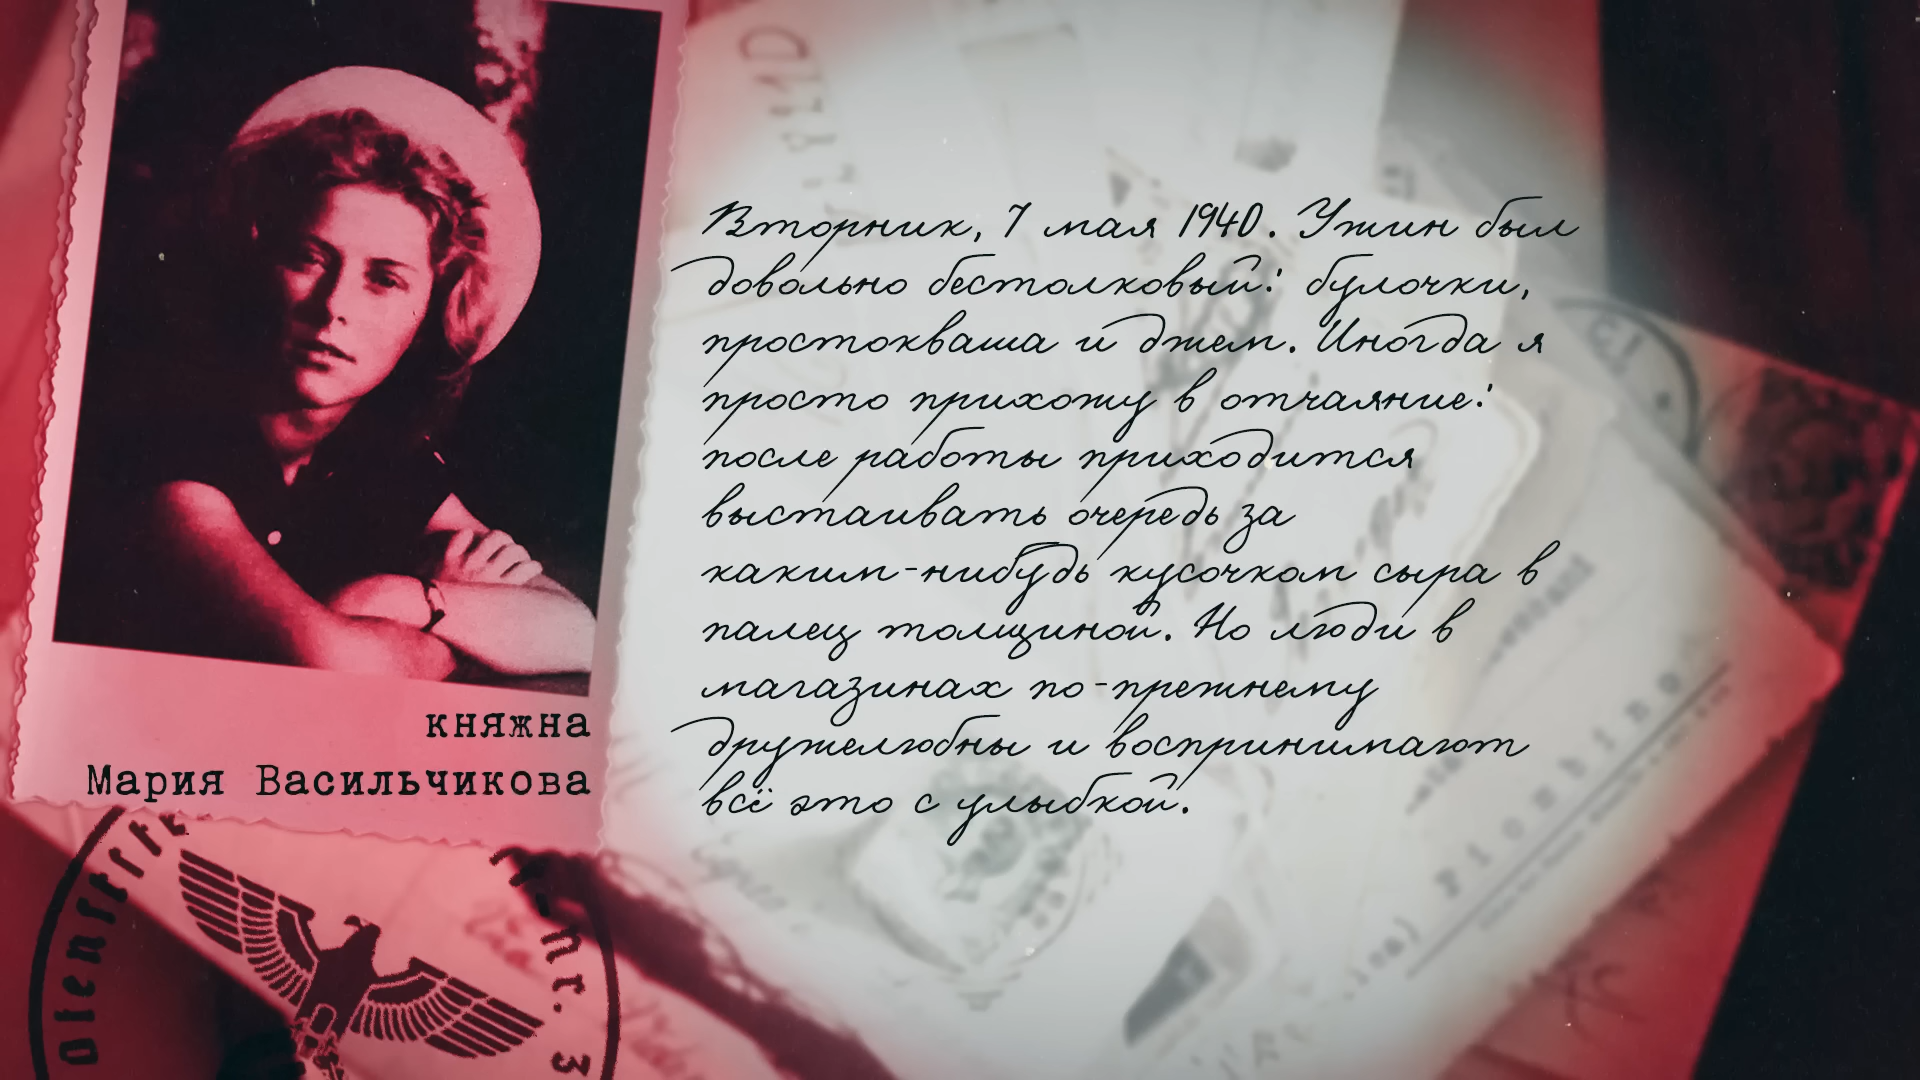 Вторник, 7 мая 1940. Ужин был
довольно бестолковый: булочки,
простокваша и джем. Иногда я
просто прихожу в отчаяние:
после работы приходится
выстаивать очередь за
каким-нибудь кусочком сыра в
палец толщиной. Но люди в
магазинах по-прежнему
дружелюбны и воспринимают
всё это с улыбкой.
княжна
Мария Васильчикова